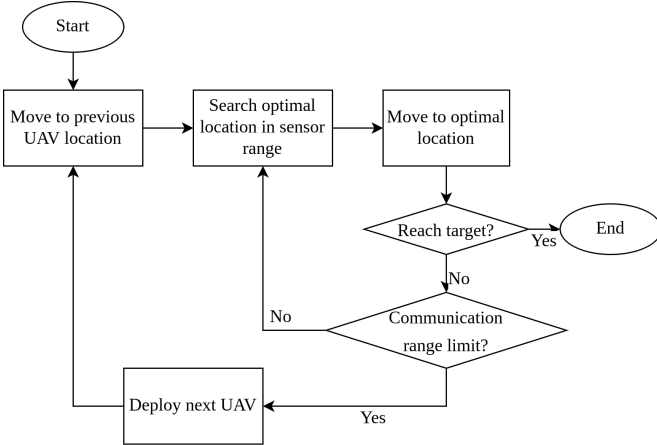 Start
Move to previous
UAV location
Search optimal
location in sensor
range
Move to optimal
location
Reach target?
Yes
End
No
Communication
range limit?
No
Yes
Deploy next UAV